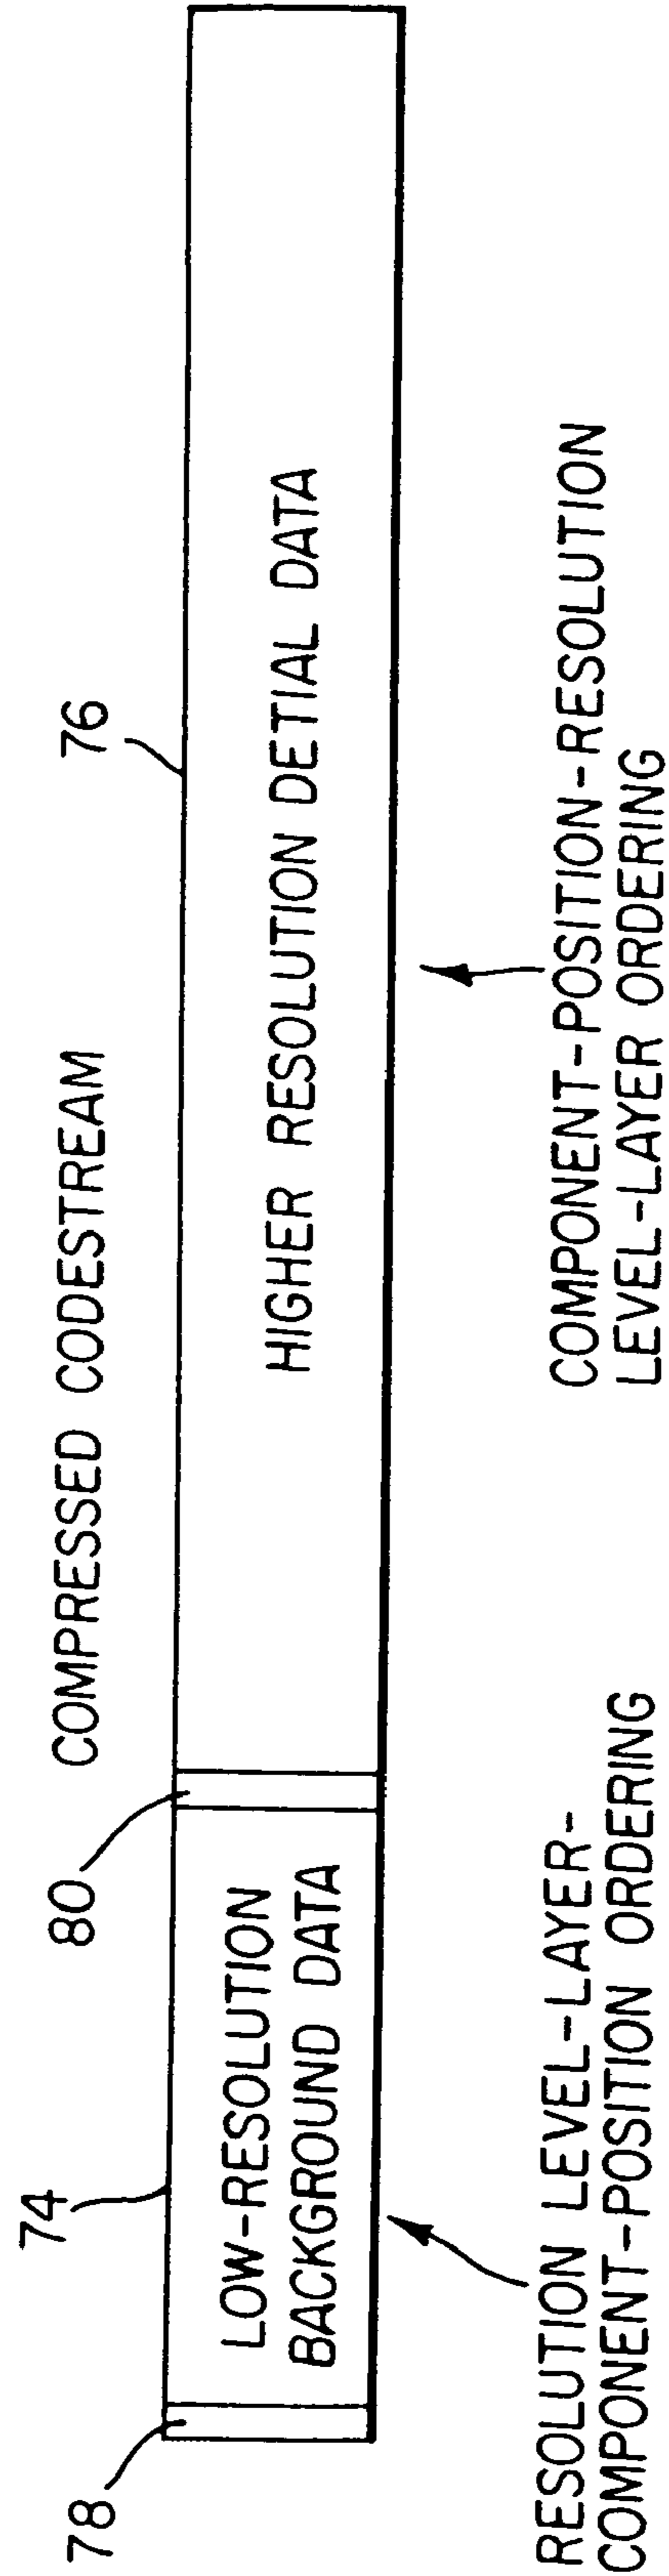 COMPRESSED CODESTREAM
78
74
80
76
LOW-RESOLUTION
BACKGROUND DATA
HIGHER RESOLUTION DETIAL DATA
RESOLUTION LEVEL-LAYER-
COMPONENT-POSITION ORDERING
COMPONENT-POSITION-RESOLUTION
LEVEL-LAYER ORDERING